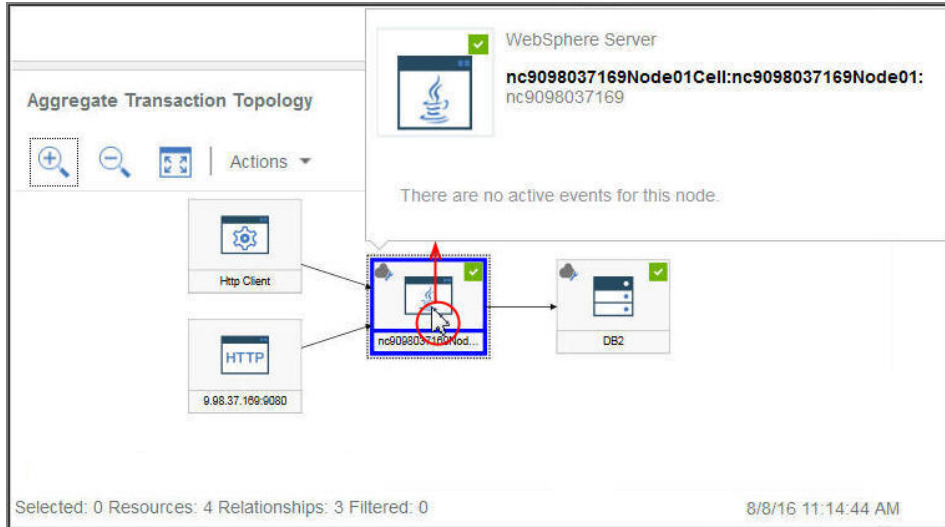 WebSphere Server
nc9098037169Node01Cell:nc9098037169Node01:
nc9098037169
There are no active events for this node.
Aggregate Transaction Topology
Actions
Http Client
nc9098037169Nod...
DB2
HTTP
9.98.37.169:9080
Selected: 0 Resources: 4 Relationships: 3 Filtered: 0
8/8/16 11:14:44 AM